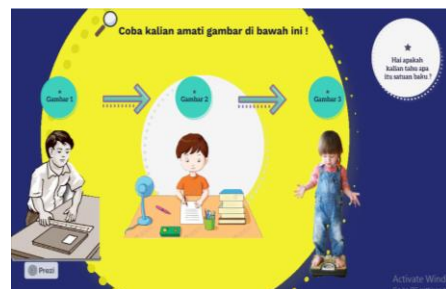 Coba kalian amati gambar di bawah ini !
Hai apakah
kalian tahu apa
itu satuan baku ?
Gambar 1
Gambar 2
Gambar 3
Prezi
Activate Wind